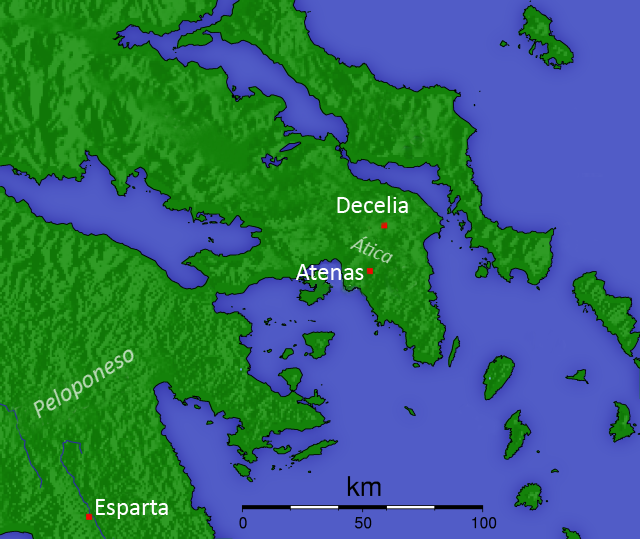 Decelia
Ática
Atenas
Peloponeso
km
Esparta
0 50 100